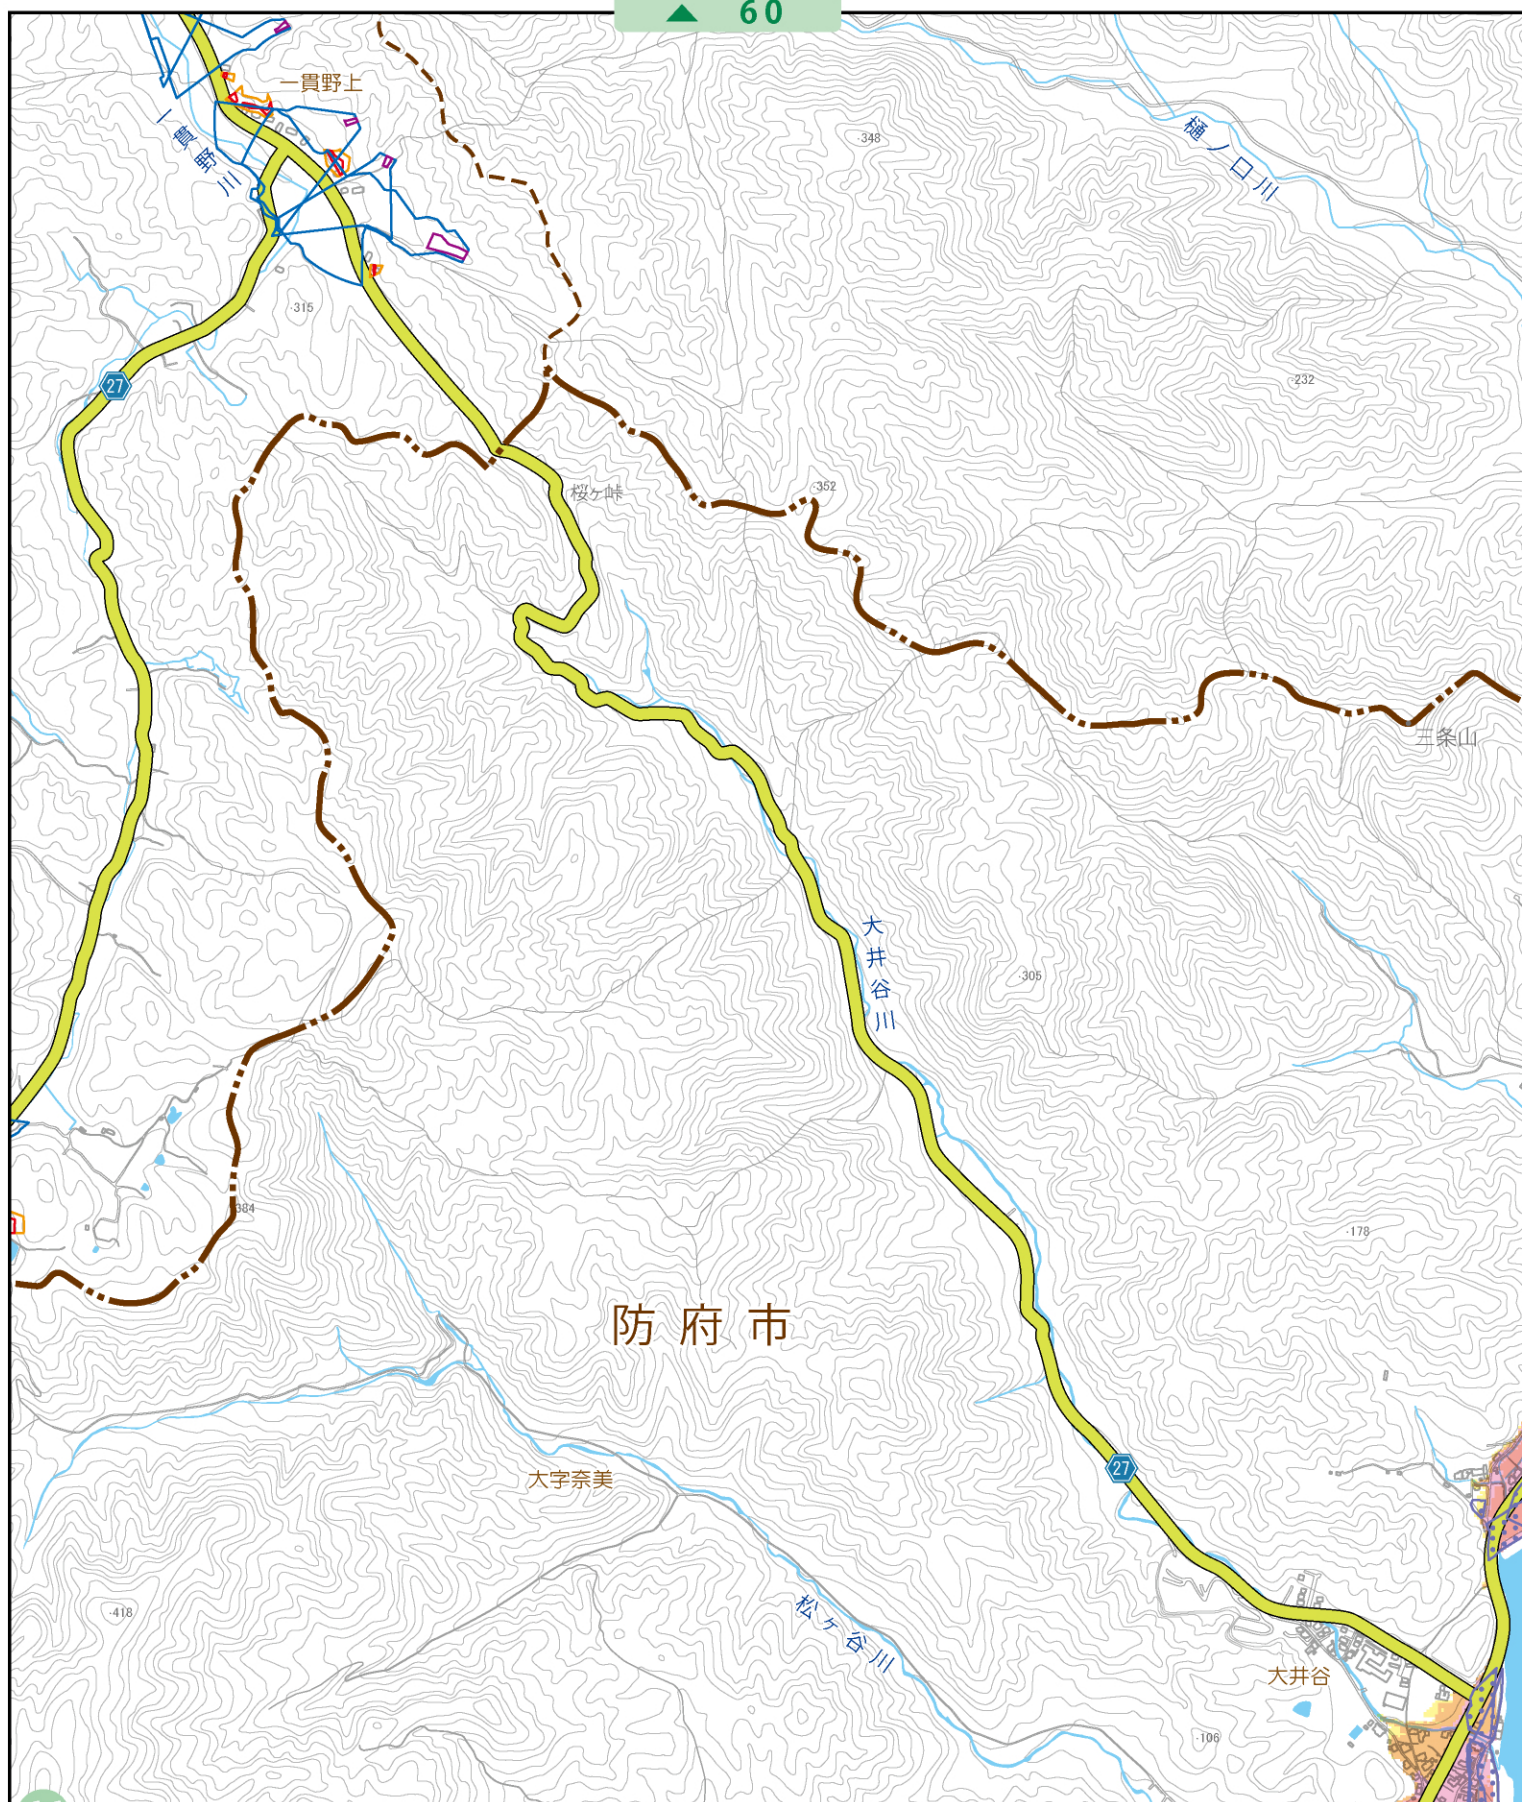 ▲ 60
一貫野上
一貫野川
樋ノ口川
·348
·315
27
·232
桜ヶ峠
·352
三条山
大井谷川
·305
384
·178
防府市
27
大字奈美
·418
松ヶ谷川
大井谷
·106